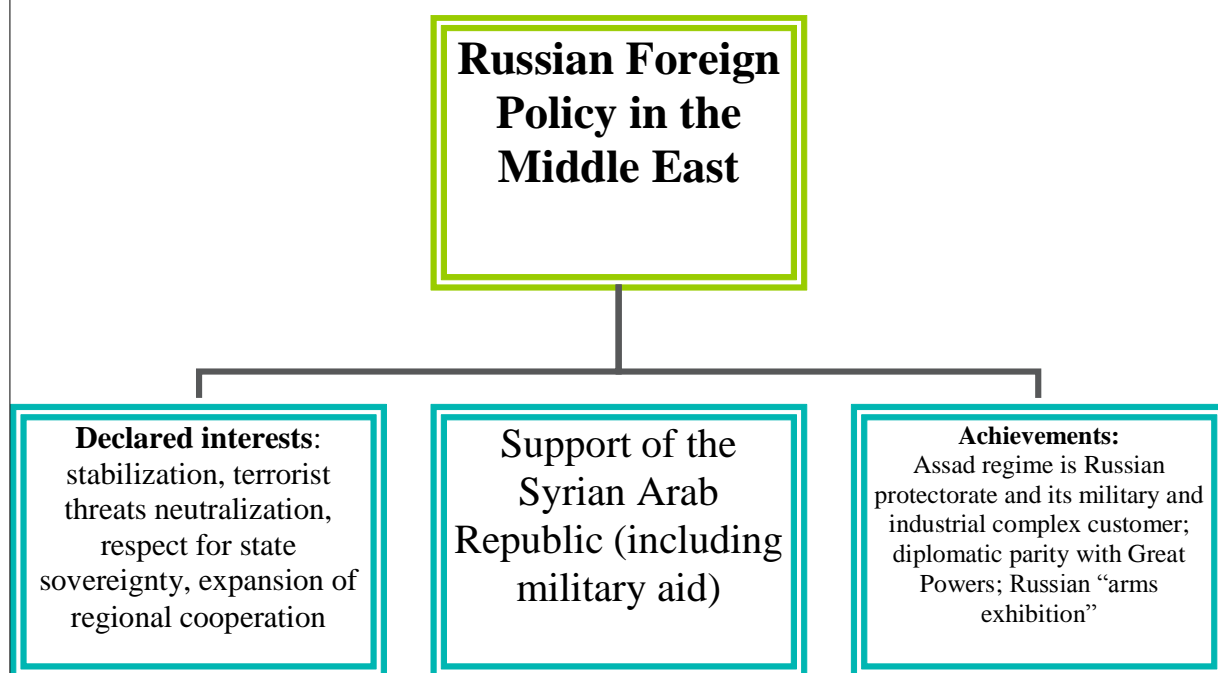 Russian Foreign
Policy in the
Middle East
Declared interests:
stabilization, terrorist
threats neutralization,
respect for state
sovereignty, expansion of
regional cooperation
Support of the
Syrian Arab
Republic (including
military aid)
Achievements:
Assad regime is Russian
protectorate and its military and
industrial complex customer;
diplomatic parity with Great
Powers; Russian “arms
exhibition”